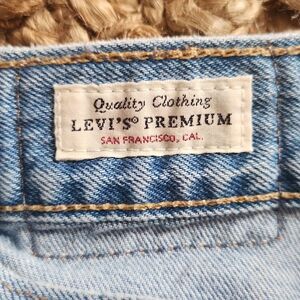 Quality Clothing
LEVI'S® PREMIUM
SAN FRANCISCO, CAL.